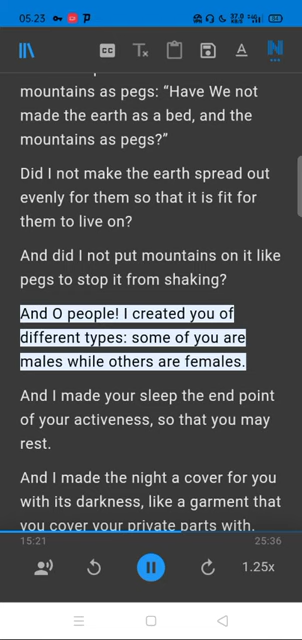 05.23
CC
T
A
N
mountains as pegs: “Have We not
made the earth as a bed, and the
mountains as pegs?”
Did I not make the earth spread out
evenly for them so that it is fit for
them to live on?
And did I not put mountains on it like
pegs to stop it from shaking?
And O people! I created you of
different types: some of you are
males while others are females.
And I made your sleep the end point
of your activeness, so that you may
rest.
And I made the night a cover for you
with its darkness, like a garment that
you cover your private parts with.
15:21
25:36
1.25x